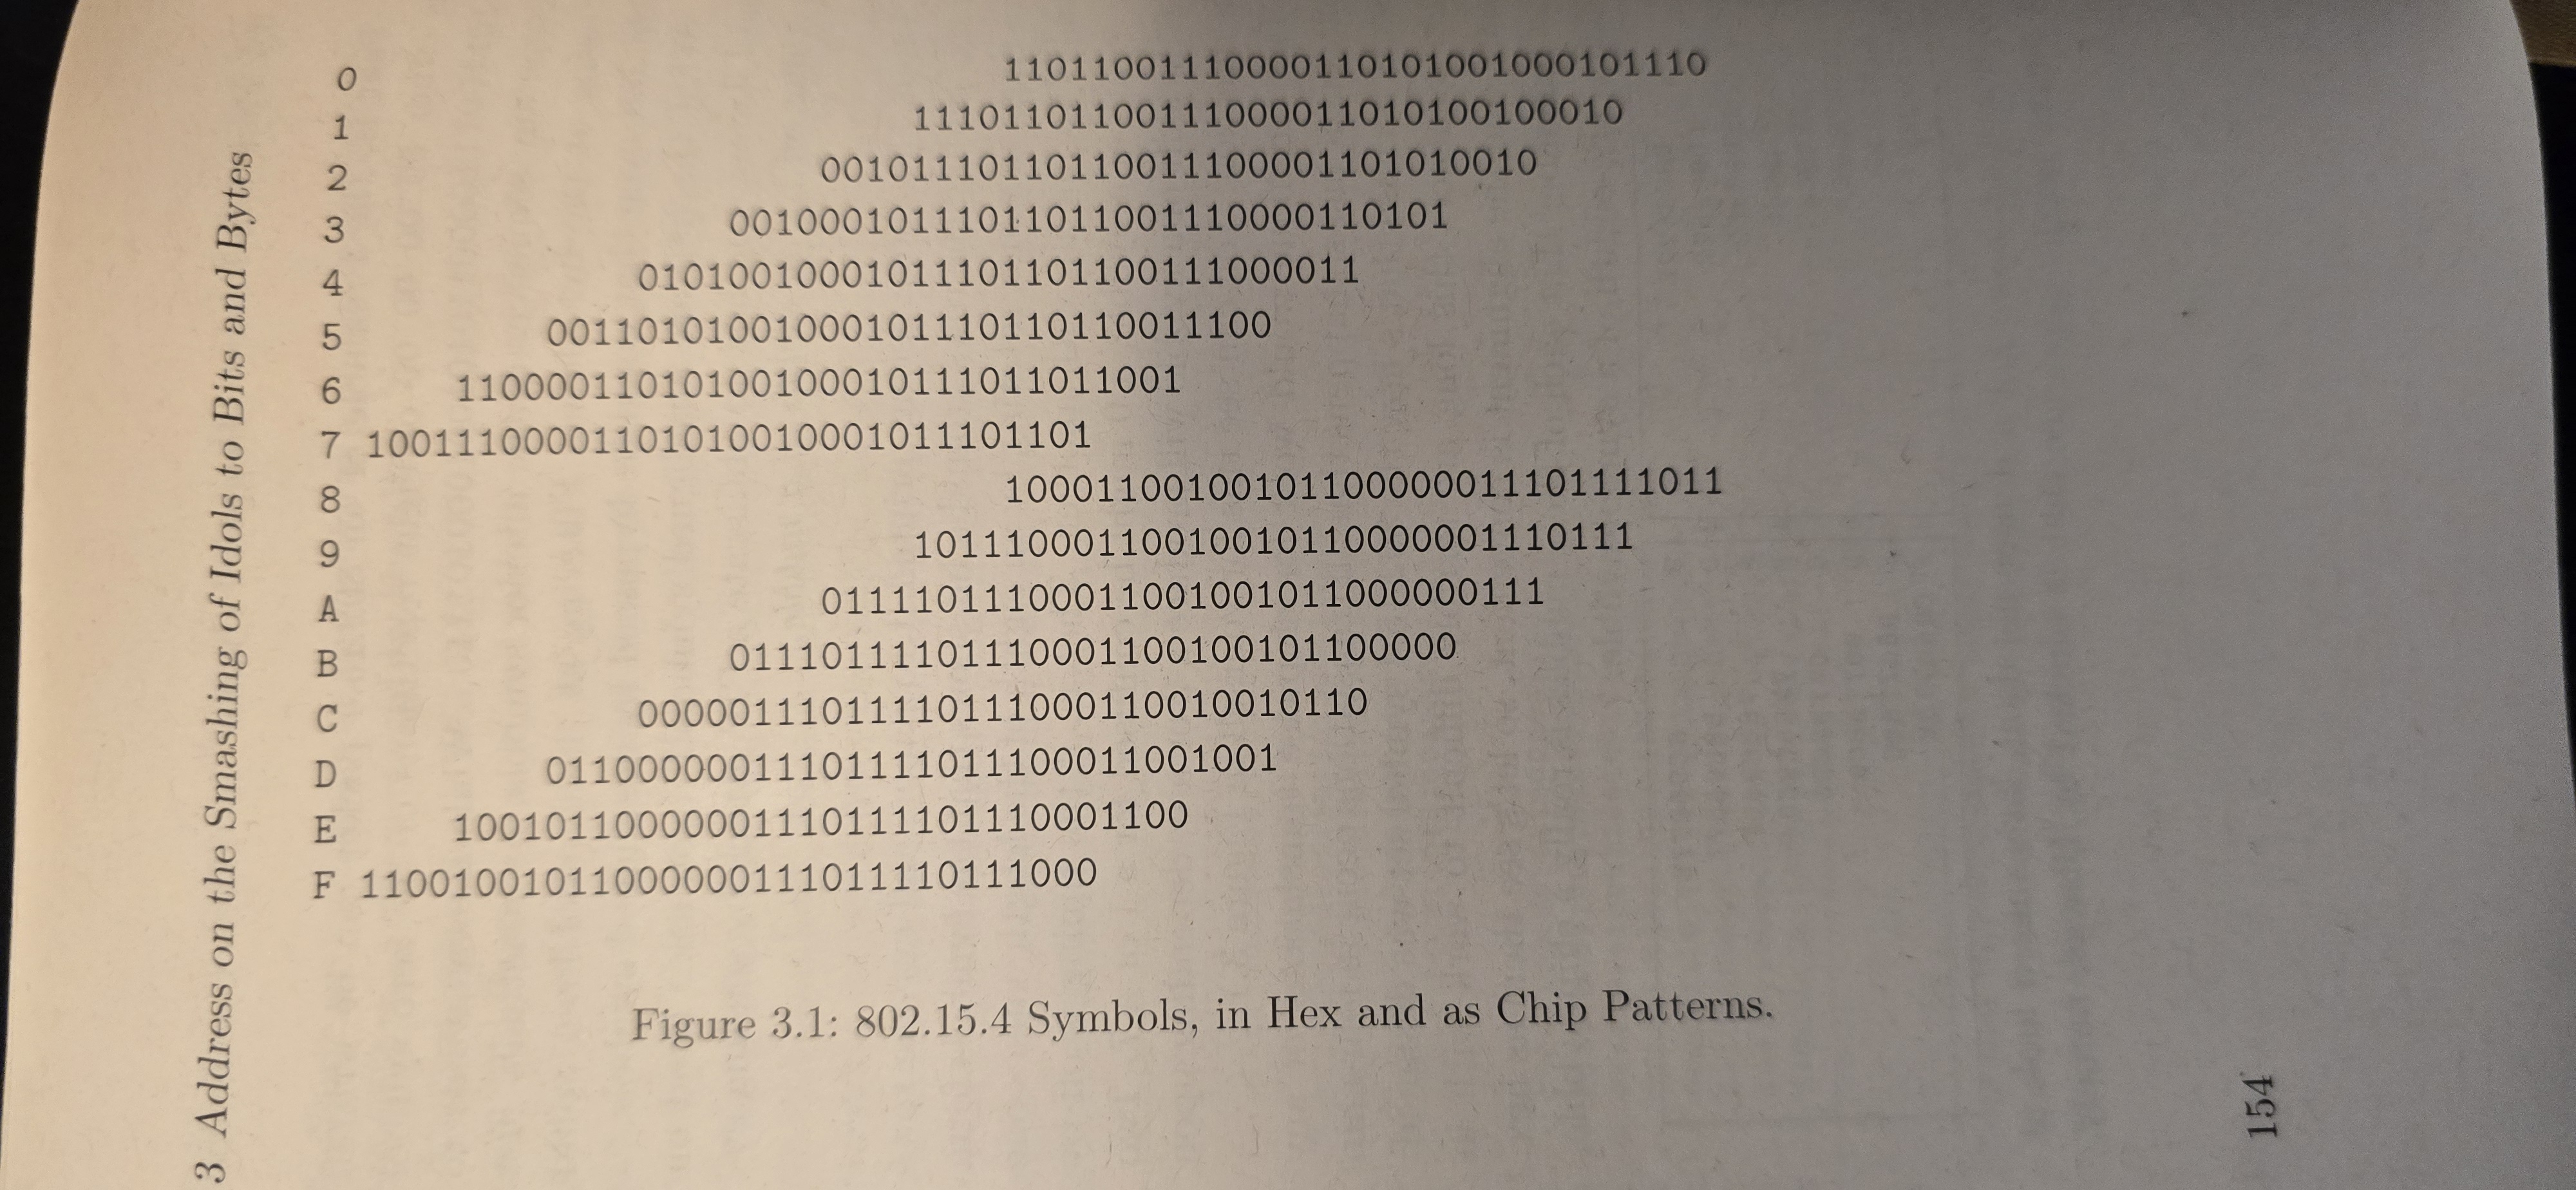 3 Address on the Smashing of Idols to Bits and Bytes
0 11011001110000110101001000101110
1 11101101100111000011010100100010
2 00101110110110011100001101010010
3 00100010111011011001110000110101
4 01010010001011101101100111000011
5 00110101001000101110110110011100
6 11000011010100100010111011011001
7 10011100001101010010001011101101
8 10001100100101100000011101111011
9 10111000110010010110000001110111
A 01111011100011001001011000000111
B 01110111101110001100100101100000
C 00000111011110111000110010010110
D 01100000011101111011100011001001
E 10010110000001110111101110001100
F 11001001011000000111011110111000
Figure 3.1: 802.15.4 Symbols, in Hex and as Chip Patterns.
154